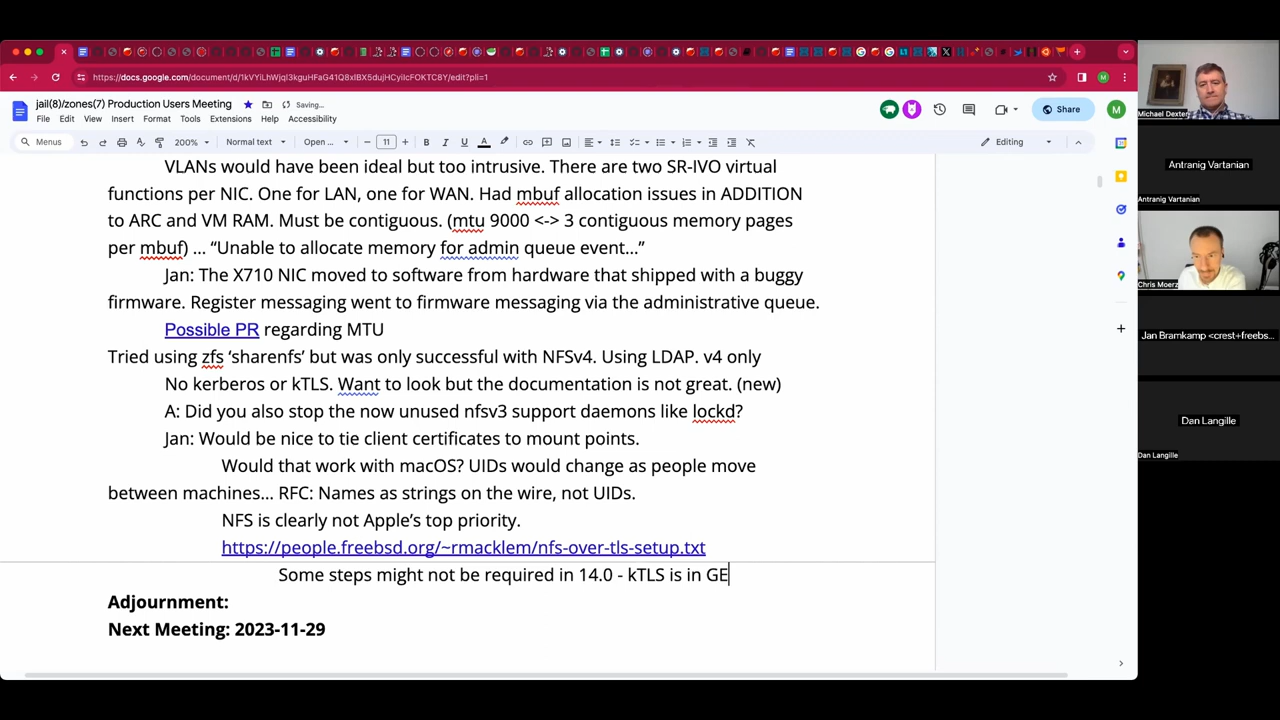 https://docs.google.com/document/d/1kVYiLhWjqI3kguHFaG41Q8xIBX5dujHCyiIcFOKTC8Y/edit?pli=1
M
jail(8)/zones(7) Production Users Meeting
Saving...
File Edit View Insert Format Tools Extensions Help Accessibility
Share
M
Menus
200%
Normal text
Open ...
11
Editing
VLANs would have been ideal but too intrusive. There are two SR-IVO virtual
functions per NIC. One for LAN, one for WAN. Had mbuf allocation issues in ADDITION
to ARC and VM RAM. Must be contiguous. (mtu 9000 <-> 3 contiguous memory pages
per mbuf) … “Unable to allocate memory for admin queue event…”
Jan: The X710 NIC moved to software from hardware that shipped with a buggy
firmware. Register messaging went to firmware messaging via the administrative queue.
Possible PR regarding MTU
Tried using zfs ‘sharenfs’ but was only successful with NFSv4. Using LDAP. v4 only
No kerberos or kTLS. Want to look but the documentation is not great. (new)
A: Did you also stop the now unused nfsv3 support daemons like lockd?
Jan: Would be nice to tie client certificates to mount points.
Would that work with macOS? UIDs would change as people move
between machines… RFC: Names as strings on the wire, not UIDs.
NFS is clearly not Apple’s top priority.
https://people.freebsd.org/~rmacklem/nfs-over-tls-setup.txt
Some steps might not be required in 14.0 - kTLS is in GE
Adjournment:
Next Meeting: 2023-11-29
Michael Dexter
Antranig Vartanian
Antranig Vartanian
Chris Moerz
Jan Bramkamp <crest+freebs...
Dan Langille
Dan Langille